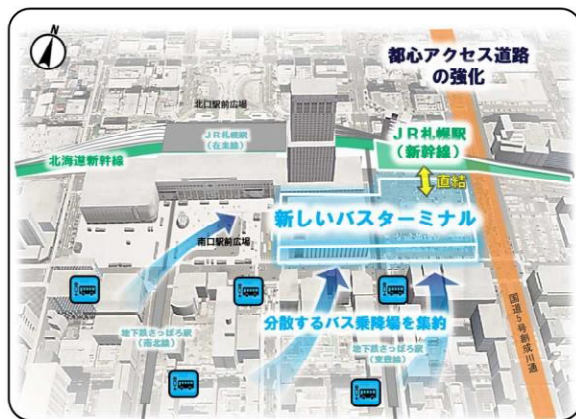 N
都心アクセス道路
の強化
北口駅前広場
JR札幌駅
(在来線)
JR札幌駅
(新幹線)
北海道新幹線
直結
新しいバスターミナル
南口駅前広場
分散するバス乗降場を集約
地下鉄さっぽろ駅
(南北線)
地下鉄さっぽろ駅
(東豊線)
国道5号創成川通